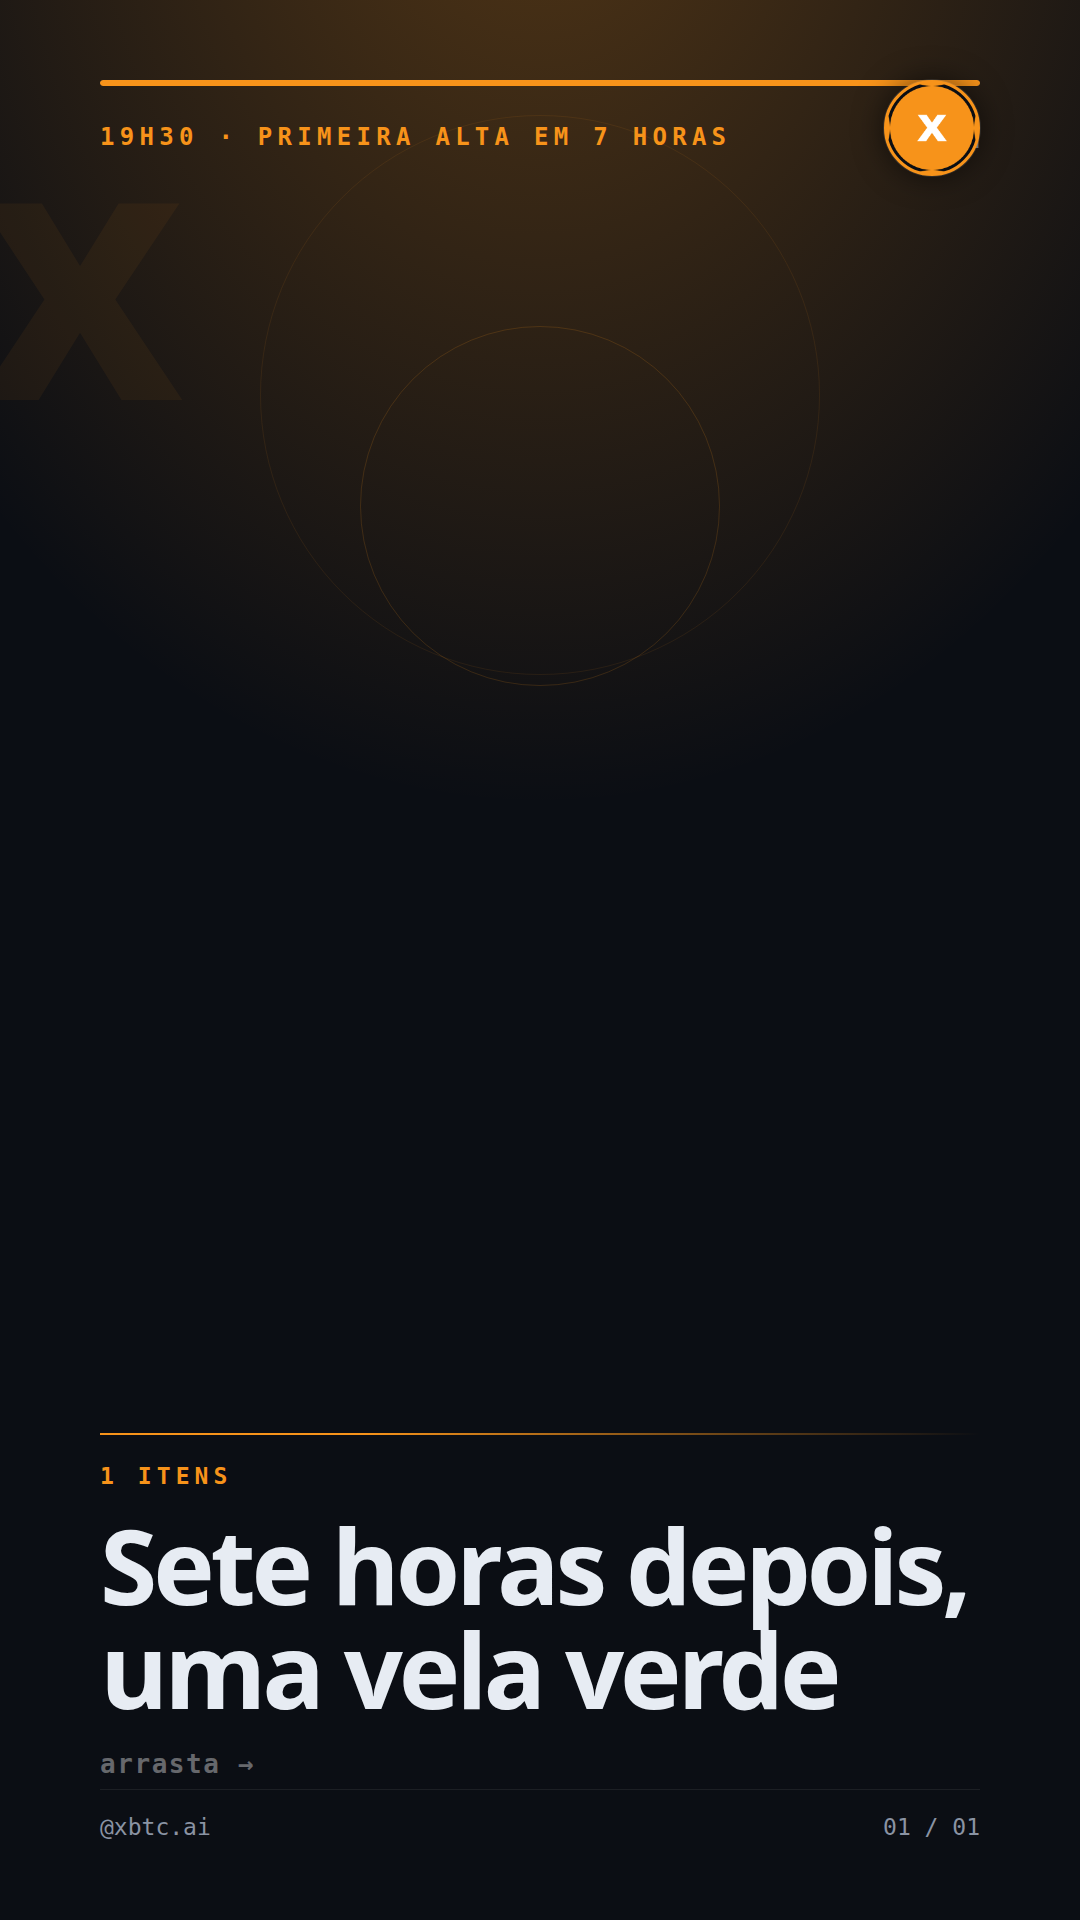 19H30 · PRIMEIRA ALTA EM 7 HORAS
X
X
1 ITENS
Sete horas depois,
uma vela verde
arrasta →
@xbtc.ai
01 / 01